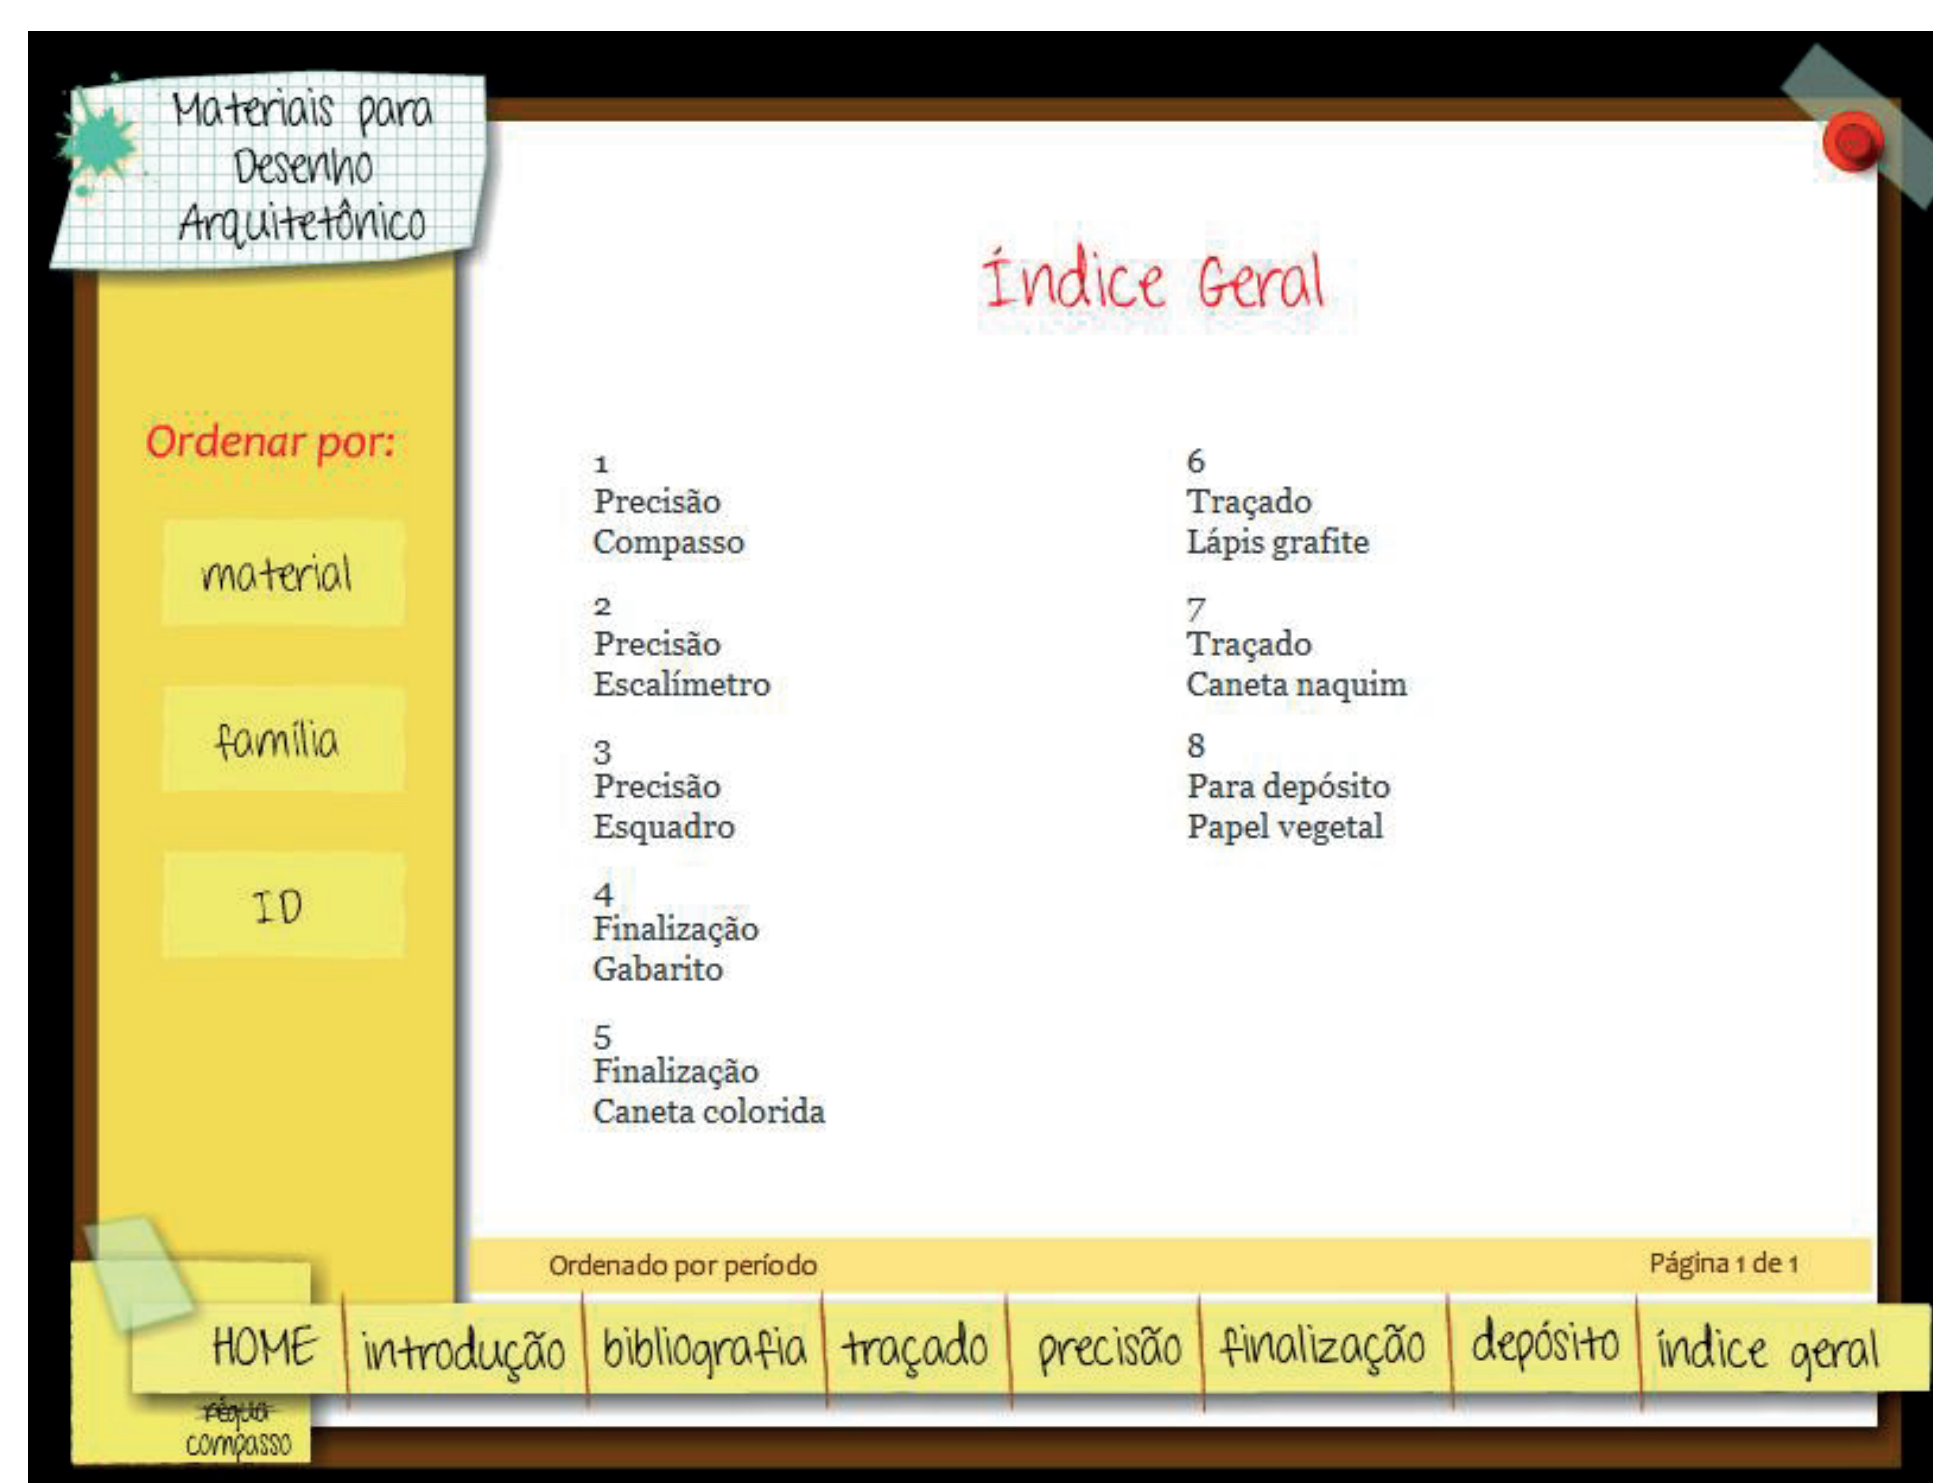 Materiais para
Desenho
Arquitetônico
Índice Geral
Ordenar por:
material
família
ID
1
Precisão
Compasso
2
Precisão
Escalímetro
3
Precisão
Esquadro
4
Finalização
Gabarito
5
Finalização
Caneta colorida
6
Traçado
Lápis grafite
7
Traçado
Caneta naquim
8
Para depósito
Papel vegetal
Ordenado por período
Página 1 de 1
HOME introdução bibliografia traçado precisão finalização depósito índice geral
régua
compasso